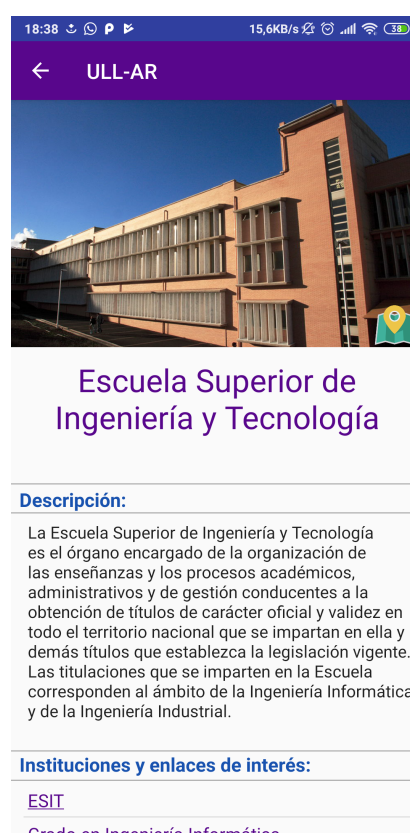 18:38 15,6KB/s 38
ULL-AR
Escuela Superior de
Ingeniería y Tecnología
Descripción:
La Escuela Superior de Ingeniería y Tecnología
es el órgano encargado de la organización de
las enseñanzas y los procesos académicos,
administrativos y de gestión conducentes a la
obtención de títulos de carácter oficial y validez en
todo el territorio nacional que se impartan en ella y
demás títulos que establezca la legislación vigente.
Las titulaciones que se imparten en la Escuela
corresponden al ámbito de la Ingeniería Informática
y de la Ingeniería Industrial.
Instituciones y enlaces de interés:
ESIT
Grado en Ingeniería Informática